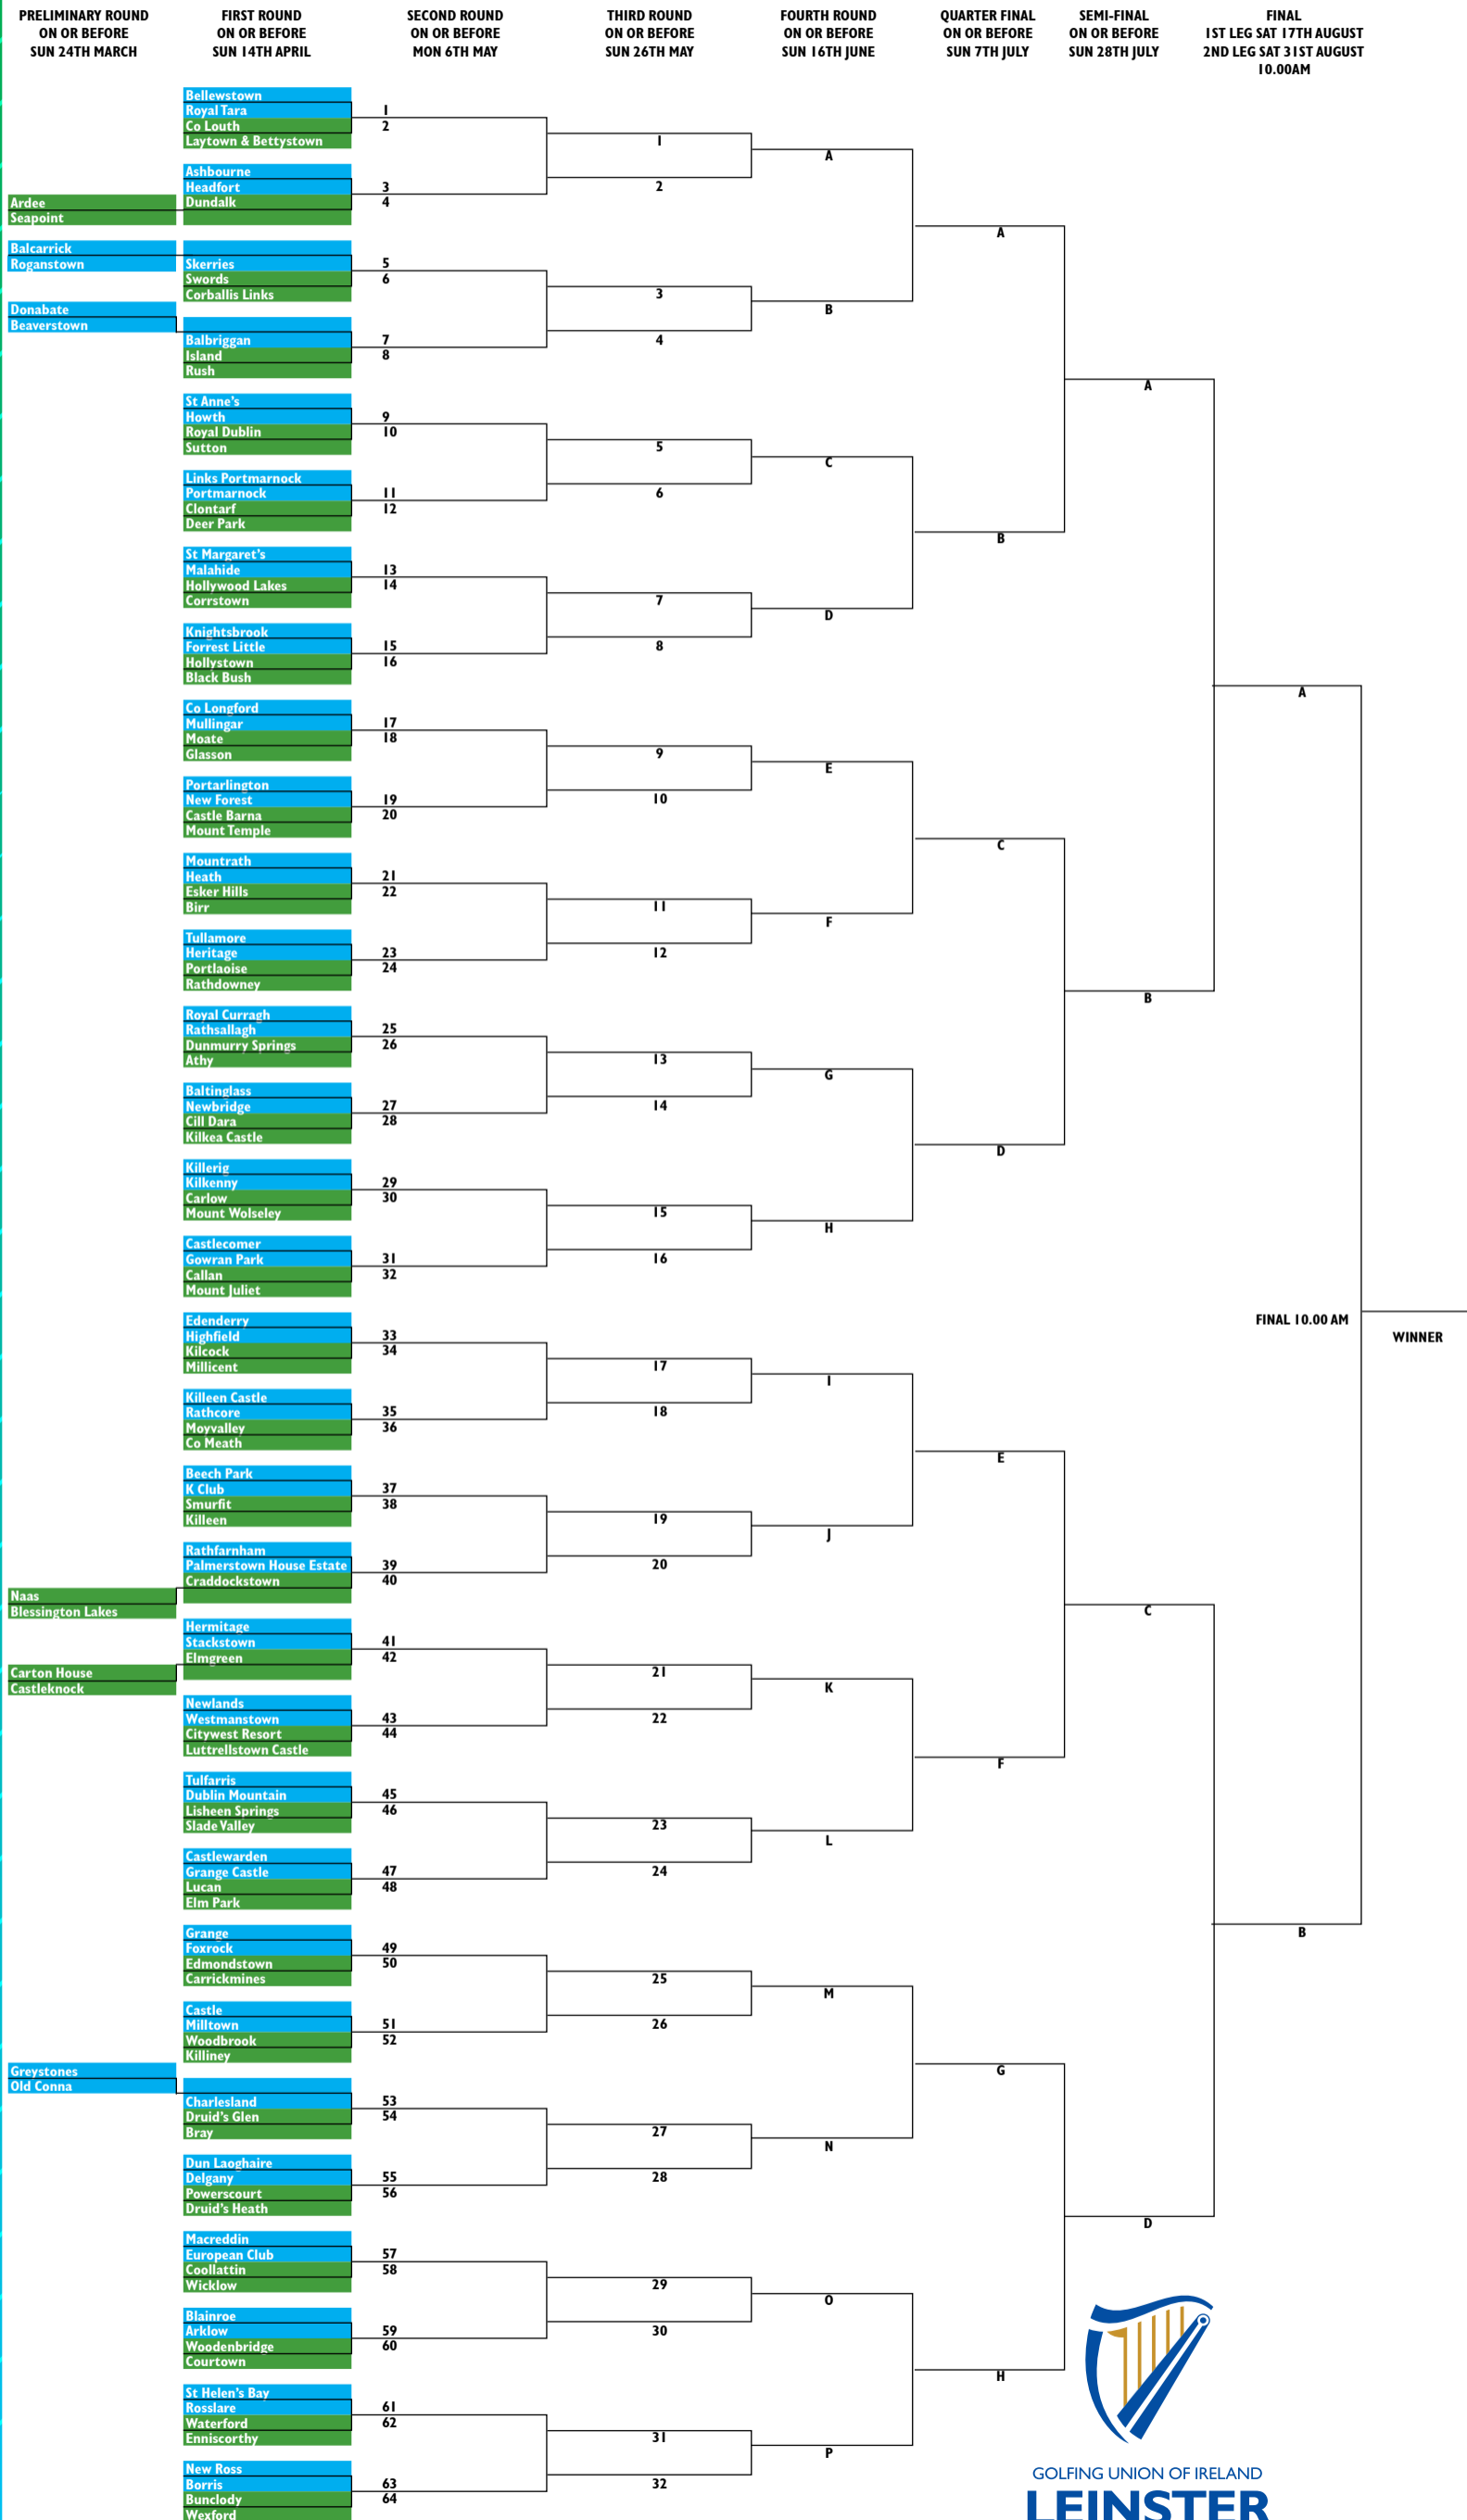 PRELIMINARY ROUND
ON OR BEFORE
SUN 24TH MARCH
FIRST ROUND
ON OR BEFORE
SUN 14TH APRIL
SECOND ROUND
ON OR BEFORE
MON 6TH MAY
THIRD ROUND
ON OR BEFORE
SUN 26TH MAY
FOURTH ROUND
ON OR BEFORE
SUN 16TH JUNE
QUARTER FINAL
ON OR BEFORE
SUN 7TH JULY
SEMI-FINAL
ON OR BEFORE
SUN 28TH JULY
FINAL
1ST LEG SAT 17TH AUGUST
2ND LEG SAT 31ST AUGUST
10.00AM
Ardee
Seapoint
Balcarrick
Roganstown
Donabate
Beaverstown
Naas
Blessington Lakes
Carton House
Castleknock
Greystones
Old Conna
Bellewstown
Royal Tara
Co Louth
Laytown & Bettystown
Ashbourne
Headfort
Dundalk
Skerries
Swords
Corballis Links
Balbriggan
Island
Rush
St Anne's
Howth
Royal Dublin
Sutton
Links Portmarnock
Portmarnock
Clontarf
Deer Park
St Margaret's
Malahide
Hollywood Lakes
Corrstown
Knightsbrook
Forrest Little
Hollystown
Black Bush
Co Longford
Mullingar
Moate
Glasson
Portarlington
New Forest
Castle Barna
Mount Temple
Mountrath
Heath
Esker Hills
Birr
Tullamore
Heritage
Portlaoise
Rathdowney
Royal Curragh
Rathsallagh
Dunmurry Springs
Athy
Baltinglass
Newbridge
Cill Dara
Kilkea Castle
Killerig
Kilkenny
Carlow
Mount Wolseley
Castlecomer
Gowran Park
Callan
Mount Juliet
Edenderry
Highfield
Kilcock
Millicent
Killeen Castle
Rathcore
Moyvalley
Co Meath
Beech Park
K Club
Smurfit
Killeen
Rathfarnham
Palmerstown House Estate
Craddockstown
Hermitage
Stackstown
Elmgreen
Newlands
Westmanstown
Citywest Resort
Luttrellstown Castle
Tulfarris
Dublin Mountain
Lisheen Springs
Slade Valley
Castlewarden
Grange Castle
Lucan
Elm Park
Grange
Foxrock
Edmondstown
Carrickmines
Castle
Milltown
Woodbrook
Killiney
Charlesland
Druid's Glen
Bray
Dun Laoghaire
Delgany
Powerscourt
Druid's Heath
Macreddin
European Club
Coollattin
Wicklow
Blainroe
Arklow
Woodenbridge
Courtown
St Helen's Bay
Rosslare
Waterford
Enniscorthy
New Ross
Borris
Bunclody
Wexford
1
2
3
4
5
6
7
8
9
10
11
12
13
14
15
16
17
18
19
20
21
22
23
24
25
26
27
28
29
30
31
32
33
34
35
36
37
38
39
40
41
42
43
44
45
46
47
48
49
50
51
52
53
54
55
56
57
58
59
60
61
62
63
64
1
2
3
4
5
6
7
8
9
10
11
12
13
14
15
16
17
18
19
20
21
22
23
24
25
26
27
28
29
30
31
32
A
B
C
D
E
F
G
H
I
J
K
L
M
N
O
P
A
B
C
D
E
F
G
H
A
B
C
D
A
B
FINAL 10.00 AM
WINNER
GOLFING UNION OF IRELAND
LEINSTER